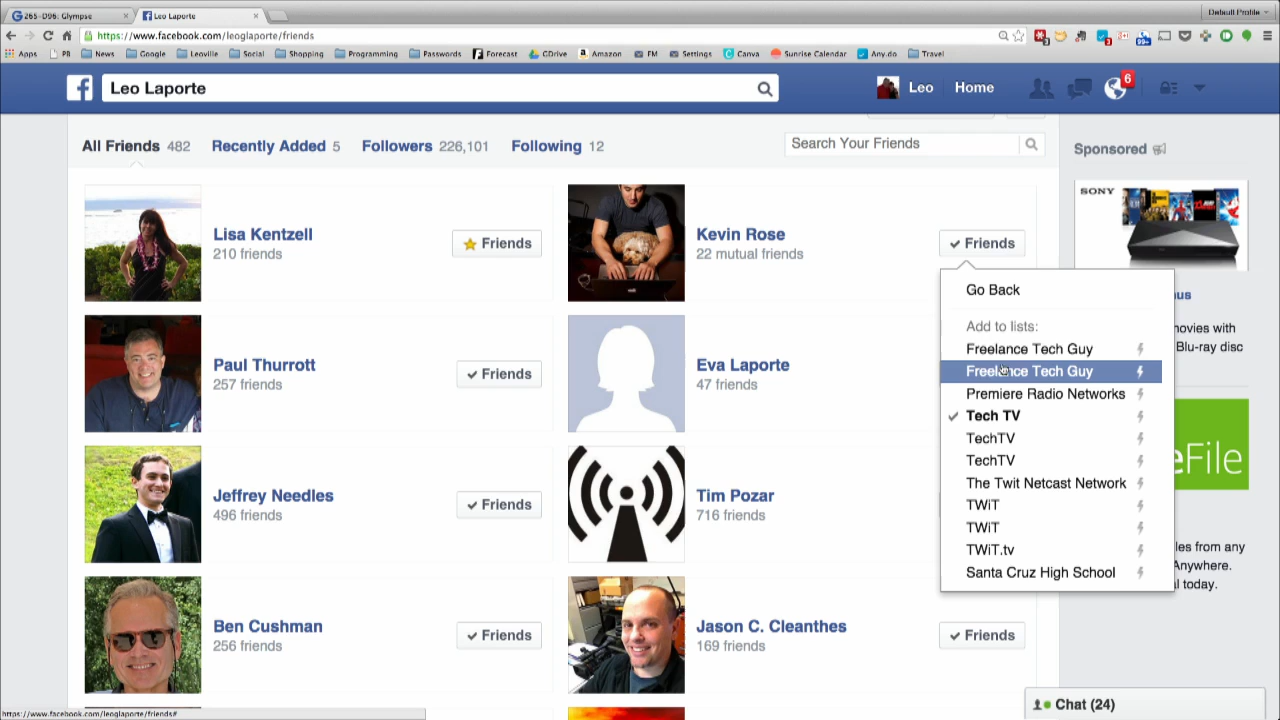 265-D96: Glympse
Leo Laporte
Default Profile
https://www.facebook.com/leoglaporte/friends
Apps PB News Google Leoville Social Shopping Programming Passwords Forecast GDrive Amazon FM Settings Canva Sunrise Calendar Any.do Travel
Leo Laporte
Leo Home 6
All Friends 482 Recently Added 5 Followers 226,101 Following 12
Search Your Friends
Sponsored
Lisa Kentzell
210 friends
Friends
Kevin Rose
22 mutual friends
Friends
SONY
Go Back
Add to lists:
Freelance Tech Guy
Freelance Tech Guy
Premiere Radio Networks
Tech TV
TechTV
TechTV
The Twit Netcast Network
TWiT
TWiT
TWiT.tv
Santa Cruz High School
us
movies with
Blu-ray disc
eFile
les from any
Anywhere.
l today.
Paul Thurrott
257 friends
Friends
Eva Laporte
47 friends
Jeffrey Needles
496 friends
Friends
Tim Pozar
716 friends
Ben Cushman
256 friends
Friends
Jason C. Cleanthes
169 friends
Friends
Chat (24)
https://www.facebook.com/leoglaporte/friends#